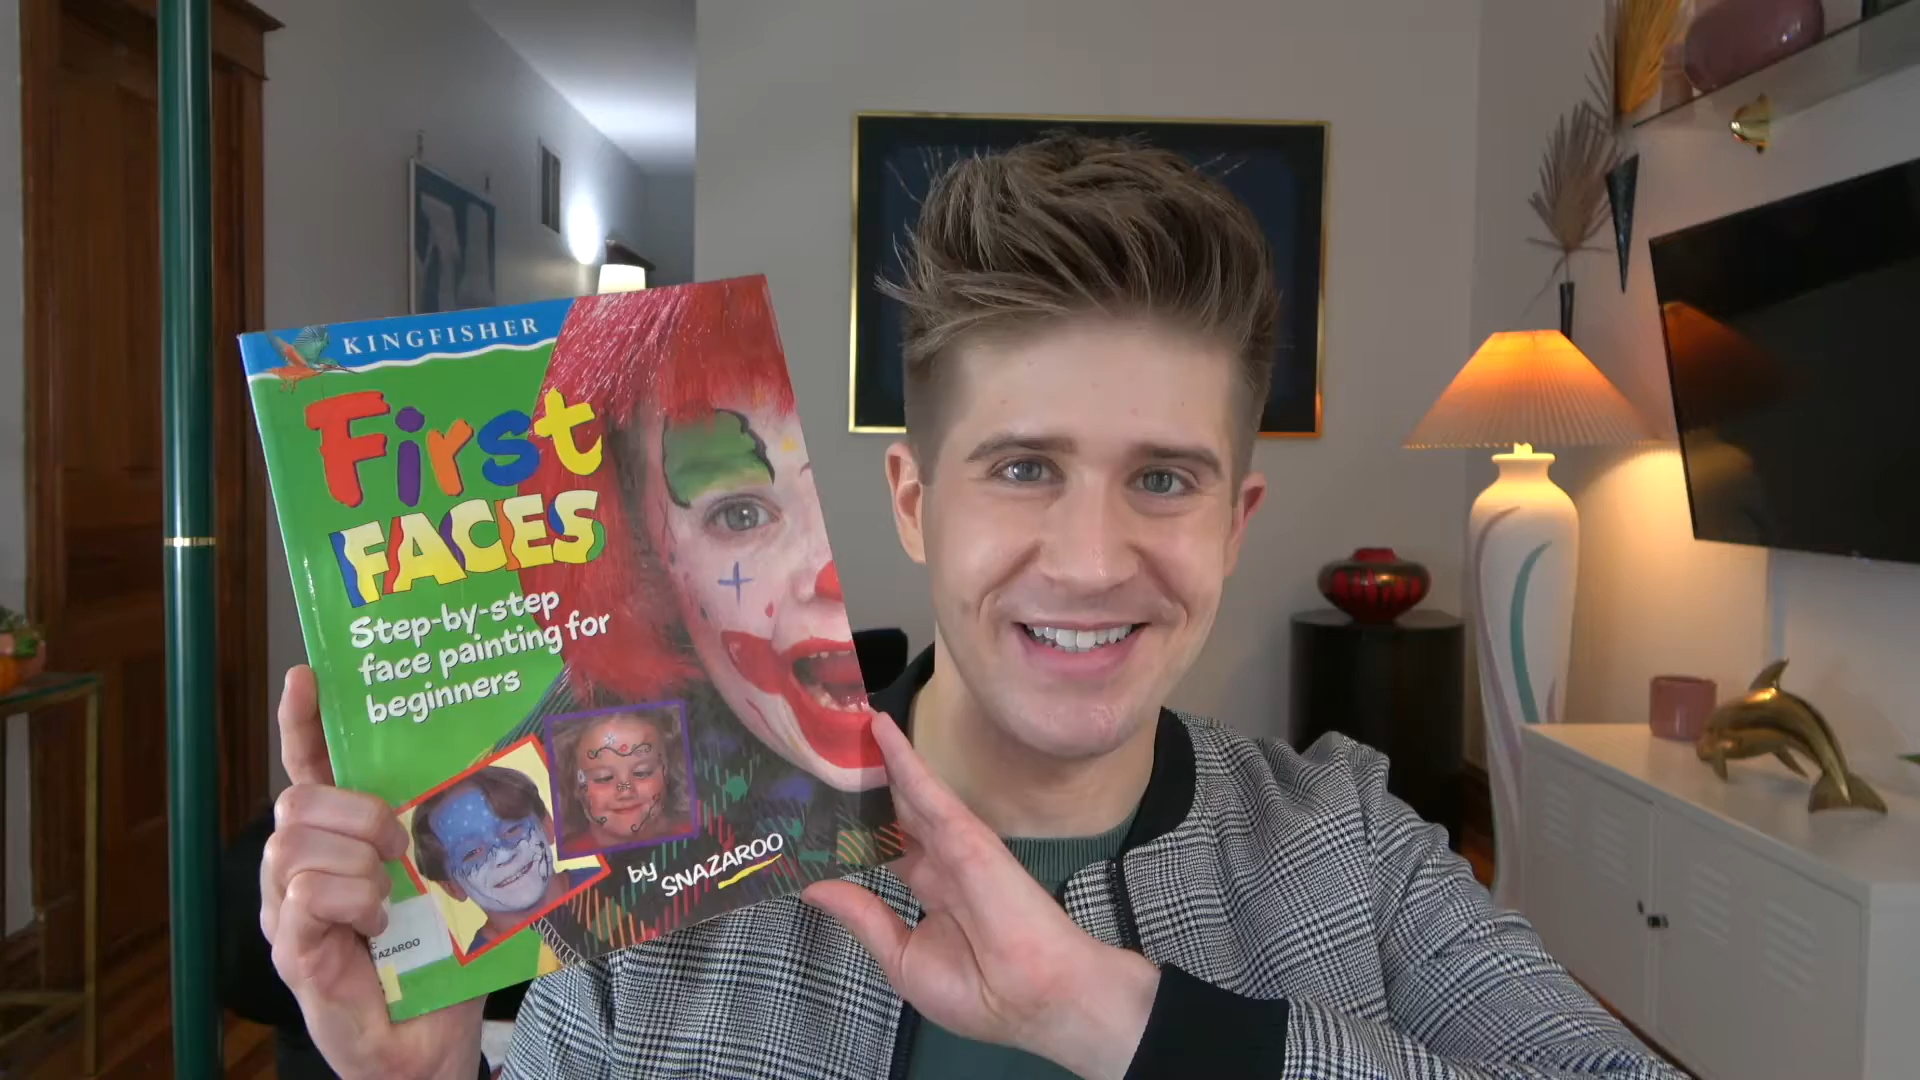 KINGFISHER
First
FACES
Step-by-step
face painting for
beginners
by SNAZAROO